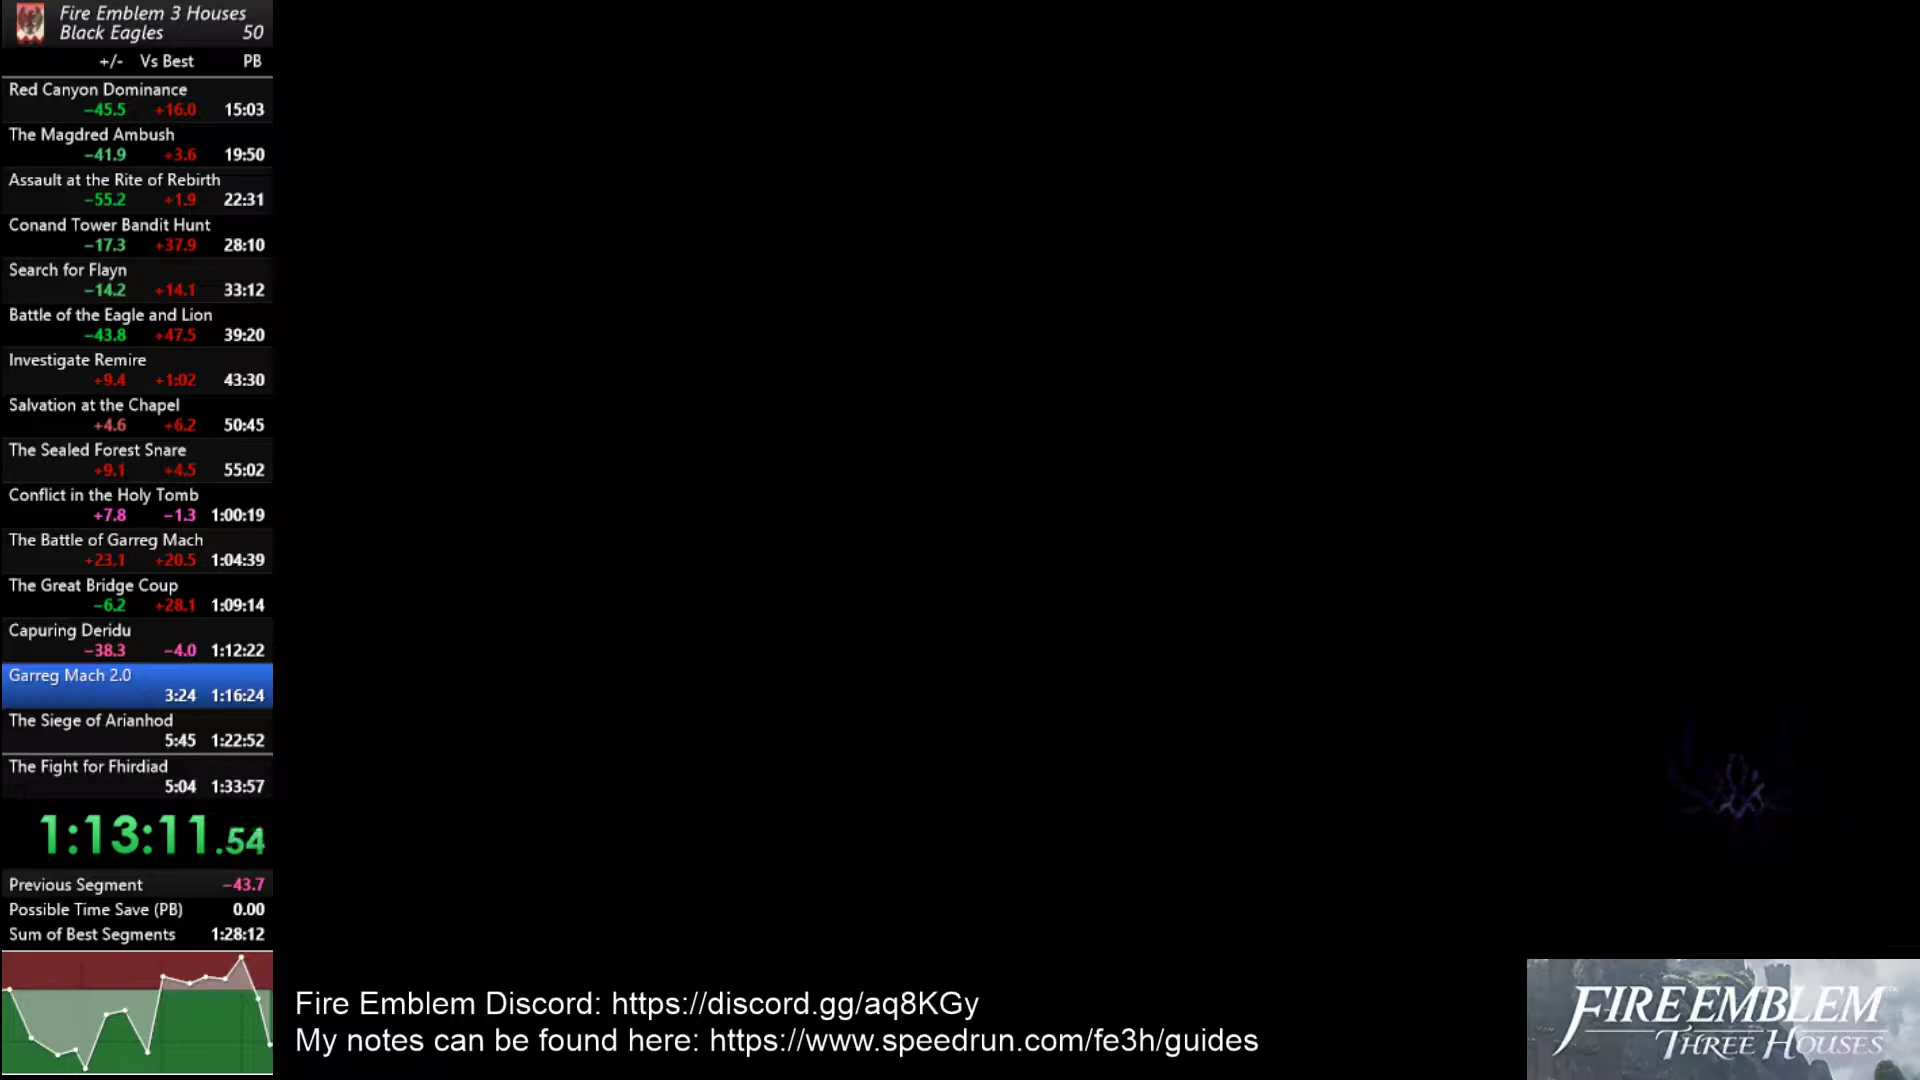 Fire Emblem 3 Houses
Black Eagles 50
+/- Vs Best PB
Red Canyon Dominance
−45.5 +16.0 15:03
The Magdred Ambush
−41.9 +3.6 19:50
Assault at the Rite of Rebirth
−55.2 +1.9 22:31
Conand Tower Bandit Hunt
−17.3 +37.9 28:10
Search for Flayn
−14.2 +14.1 33:12
Battle of the Eagle and Lion
−43.8 +47.5 39:20
Investigate Remire
+9.4 +1:02 43:30
Salvation at the Chapel
+4.6 +6.2 50:45
The Sealed Forest Snare
+9.1 +4.5 55:02
Conflict in the Holy Tomb
+7.8 −1.3 1:00:19
The Battle of Garreg Mach
+23.1 +20.5 1:04:39
The Great Bridge Coup
−6.2 +28.1 1:09:14
Capuring Deridu
−38.3 −4.0 1:12:22
Garreg Mach 2.0
3:24 1:16:24
The Siege of Arianhod
5:45 1:22:52
The Fight for Fhirdiad
5:04 1:33:57
1:13:11.54
Previous Segment −43.7
Possible Time Save (PB) 0.00
Sum of Best Segments 1:28:12
Fire Emblem Discord: https://discord.gg/aq8KGy
My notes can be found here: https://www.speedrun.com/fe3h/guides
FIRE EMBLEM
THREE HOUSES